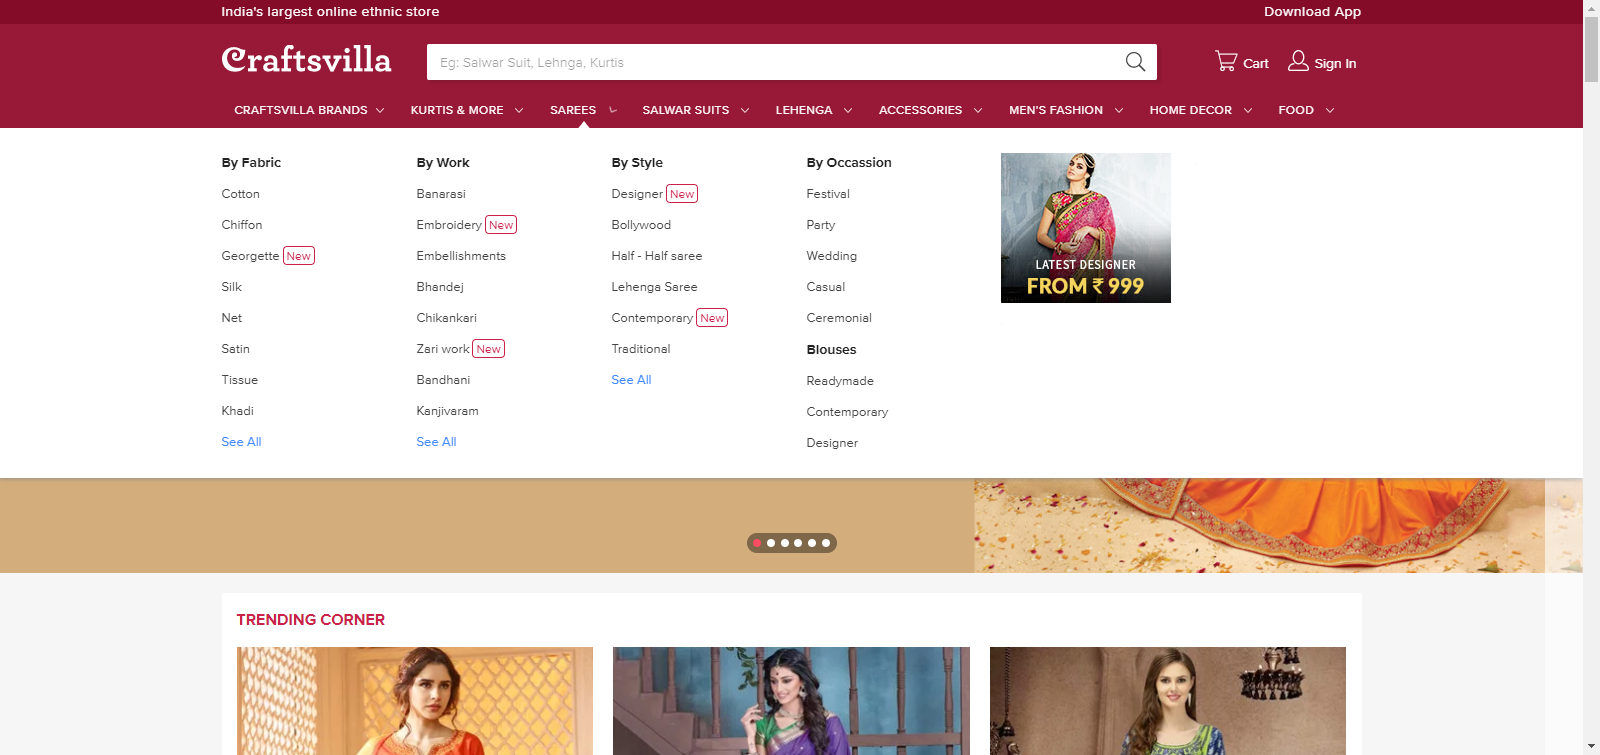 India's largest online ethnic store
Download App
Craftsvilla
Eg: Salwar Suit, Lehnga, Kurtis
Cart
Sign In
CRAFTSVILLA BRANDS
KURTIS & MORE
SAREES
SALWAR SUITS
LEHENGA
ACCESSORIES
MEN'S FASHION
HOME DECOR
FOOD
By Fabric
Cotton
Chiffon
Georgette New
Silk
Net
Satin
Tissue
Khadi
See All
By Work
Banarasi
Embroidery New
Embellishments
Bhandej
Chikankari
Zari work New
Bandhani
Kanjivaram
See All
By Style
Designer New
Bollywood
Half - Half saree
Lehenga Saree
Contemporary New
Traditional
See All
By Occassion
Festival
Party
Wedding
Casual
Ceremonial
Blouses
Readymade
Contemporary
Designer
LATEST DESIGNER
FROM ₹ 999
TRENDING CORNER